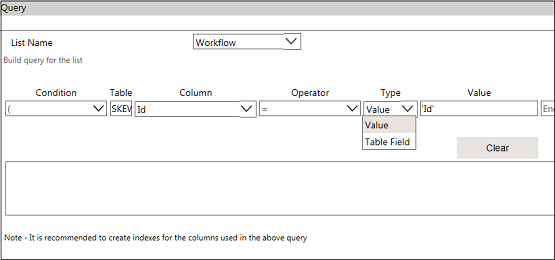 Query
List Name Workflow
Build query for the list
Condition Table Column Operator Type Value
( SKEV Id = Value 'Id' En
Value
Table Field
Clear
Note - It is recommended to create indexes for the columns used in the above query